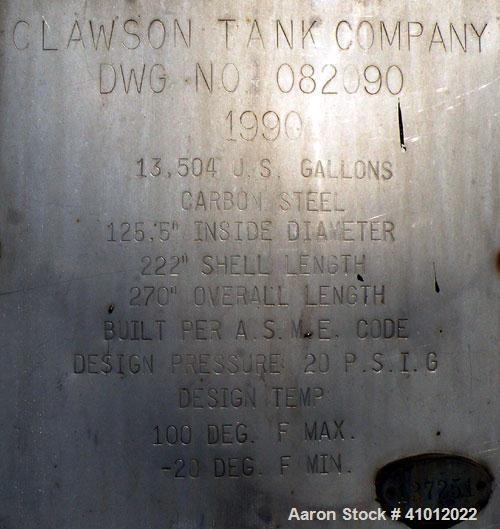 CLAWSON TANK COMPANY
DWG NO. 082090
1990
13,504 U.S. GALLONS
CARBON STEEL
125.5" INSIDE DIAMETER
222" SHELL LENGTH
270" OVERALL LENGTH
BUILT PER A.S.M.E. CODE
DESIGN PRESSURE 20 P.S.I.G
DESIGN TEMP
100 DEG. F MAX.
-20 DEG. F MIN.
Aaron Stock # 41012022